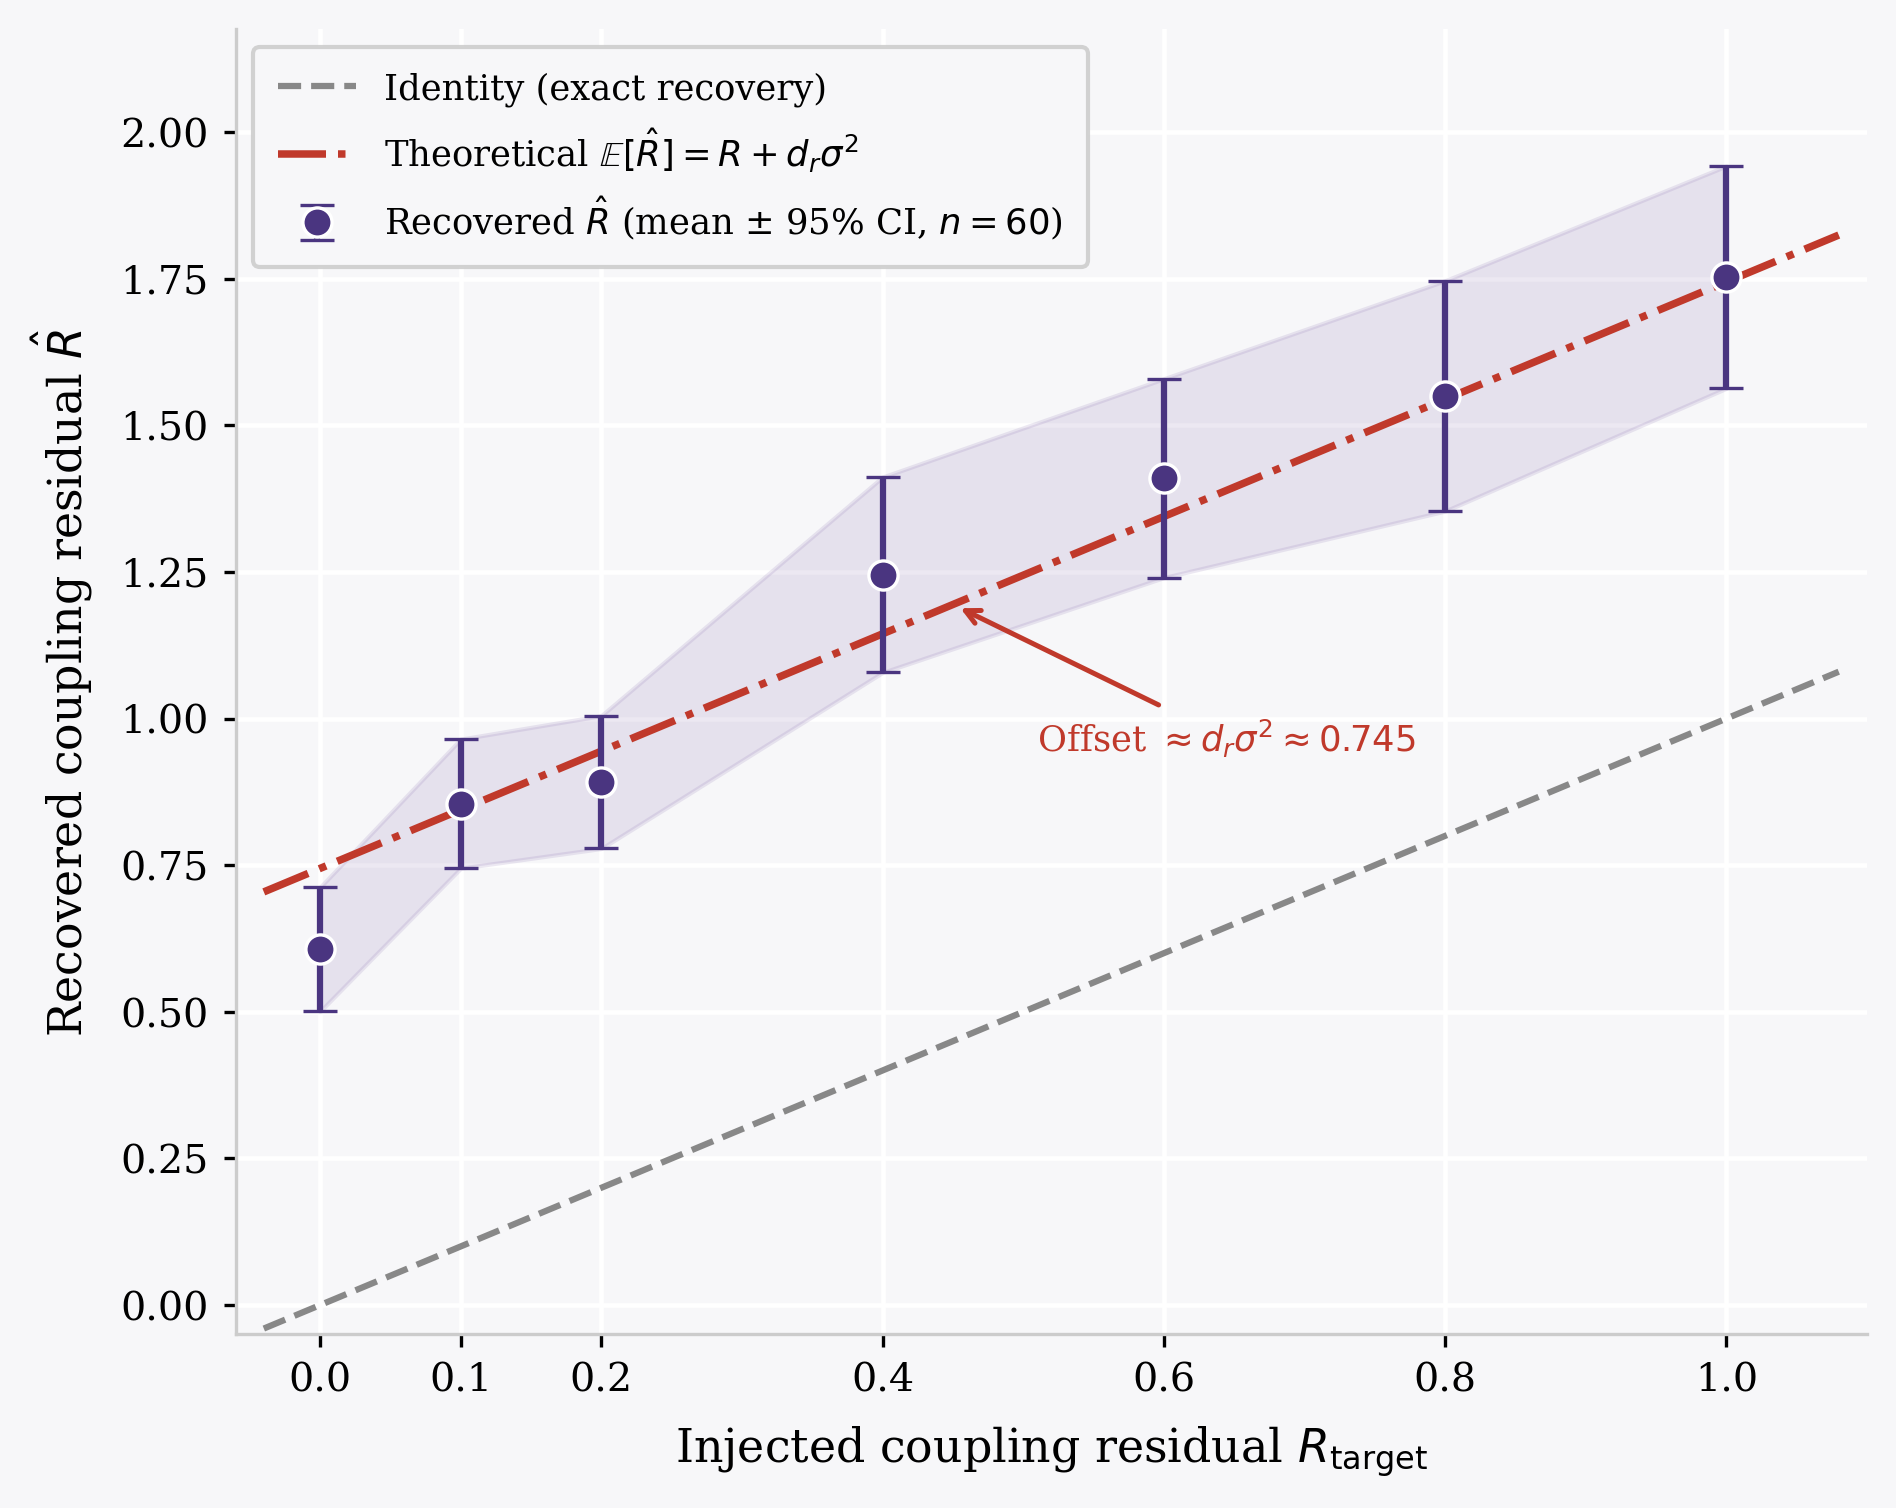 Identity (exact recovery)
Theoretical 𝔼[R̂] = R + d_rσ²
Recovered R̂ (mean ± 95% CI, n = 60)
2.00
1.75
1.50
1.25
1.00
0.75
0.50
0.25
0.00
Recovered coupling residual R̂
Offset ≈ d_rσ² ≈ 0.745
0.0 0.1 0.2 0.4 0.6 0.8 1.0
Injected coupling residual R_target